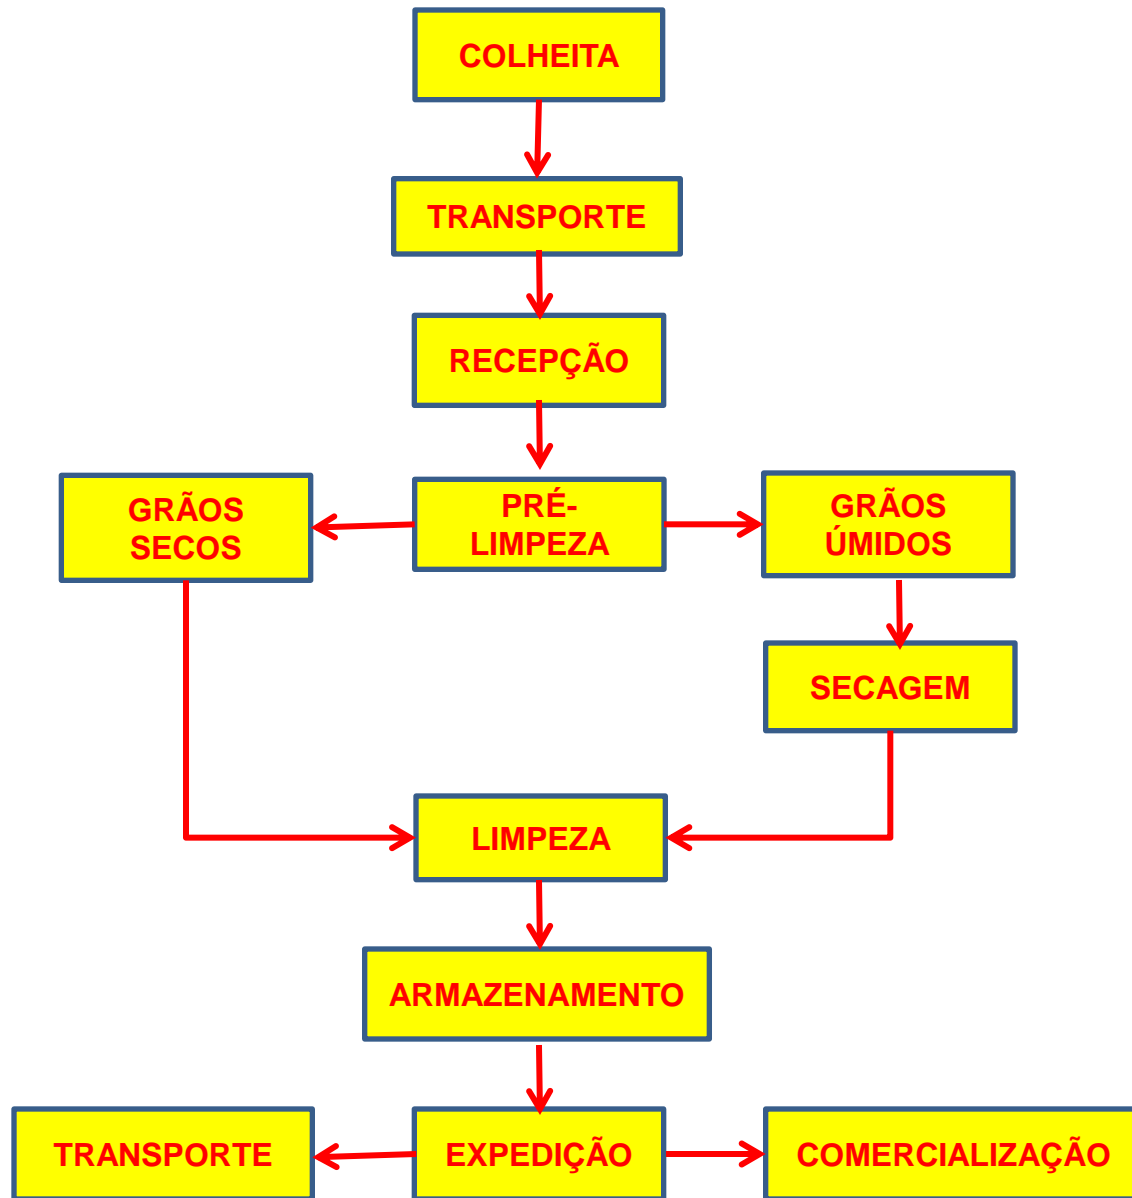 COLHEITA
TRANSPORTE
RECEPÇÃO
GRÃOS
SECOS
PRÉ-
LIMPEZA
GRÃOS
ÚMIDOS
SECAGEM
LIMPEZA
ARMAZENAMENTO
TRANSPORTE
EXPEDIÇÃO
COMERCIALIZAÇÃO